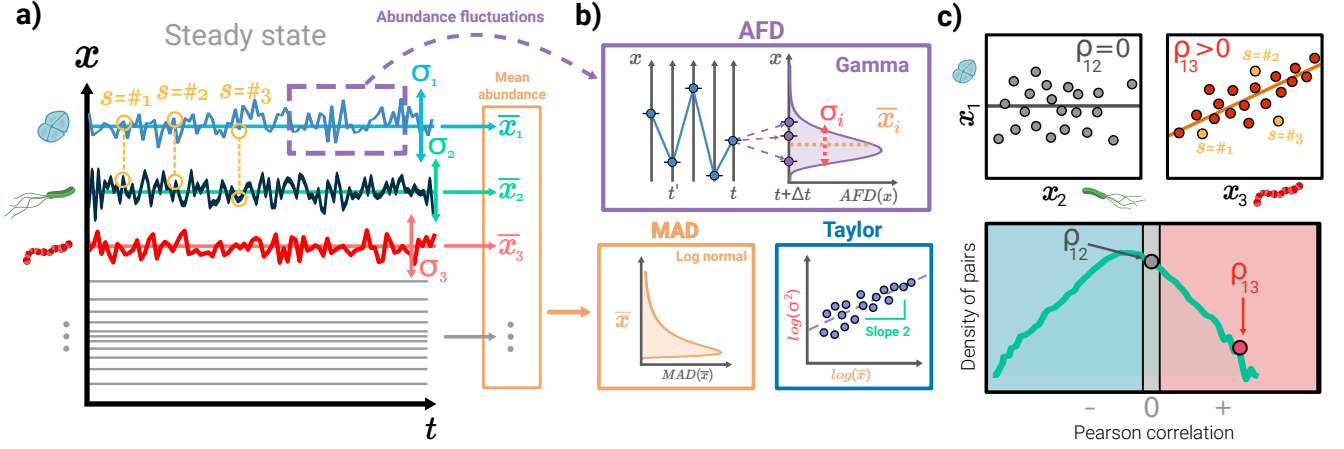 a)
Steady state
x
s=#₁
s=#₂
s=#₃
σ₁
σ₂
σ₃
x̅₁
x̅₂
x̅₃
t
Mean
abundance
Abundance fluctuations
b)
AFD
Gamma
x
t'
t
x
σᵢ
x̅ᵢ
t+Δt
AFD(x)
MAD
Log normal
x̅
MAD(x̅)
Taylor
log(σ²)
Slope 2
log(x̅)
c)
ρ₁₂=0
x₁
x₂
ρ₁₃>0
s=#₂
s=#₁
s=#₃
x₃
Density of pairs
ρ₁₂
ρ₁₃
- 0 +
Pearson correlation